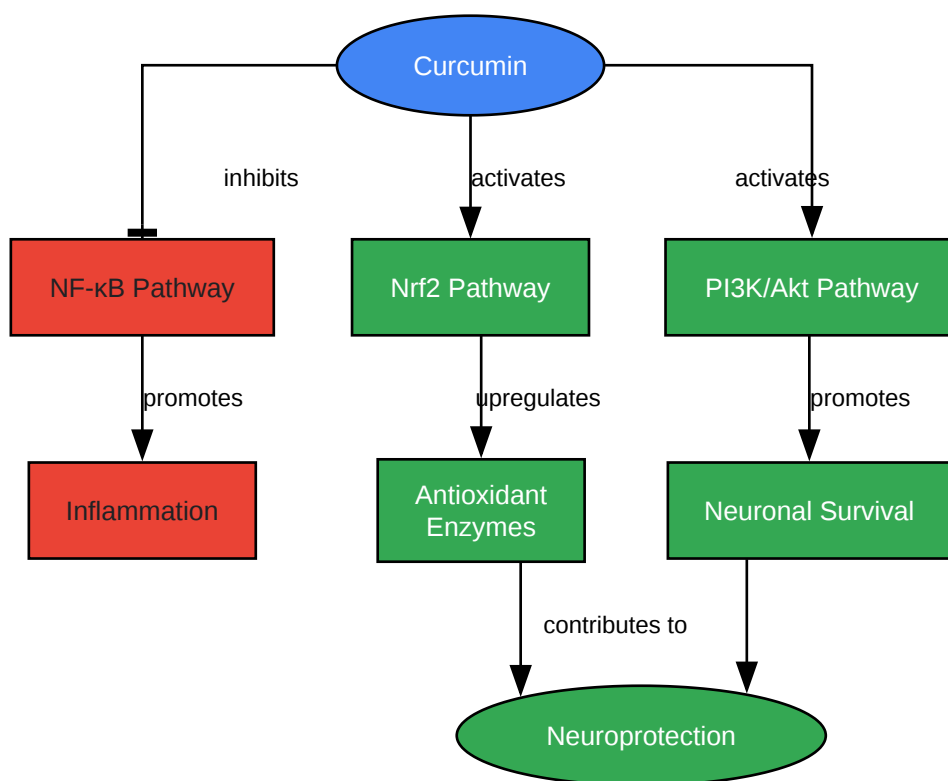 Curcumin
inhibits
activates
activates
NF-κB Pathway
Nrf2 Pathway
PI3K/Akt Pathway
promotes
upregulates
promotes
Inflammation
Antioxidant
Enzymes
Neuronal Survival
contributes to
Neuroprotection